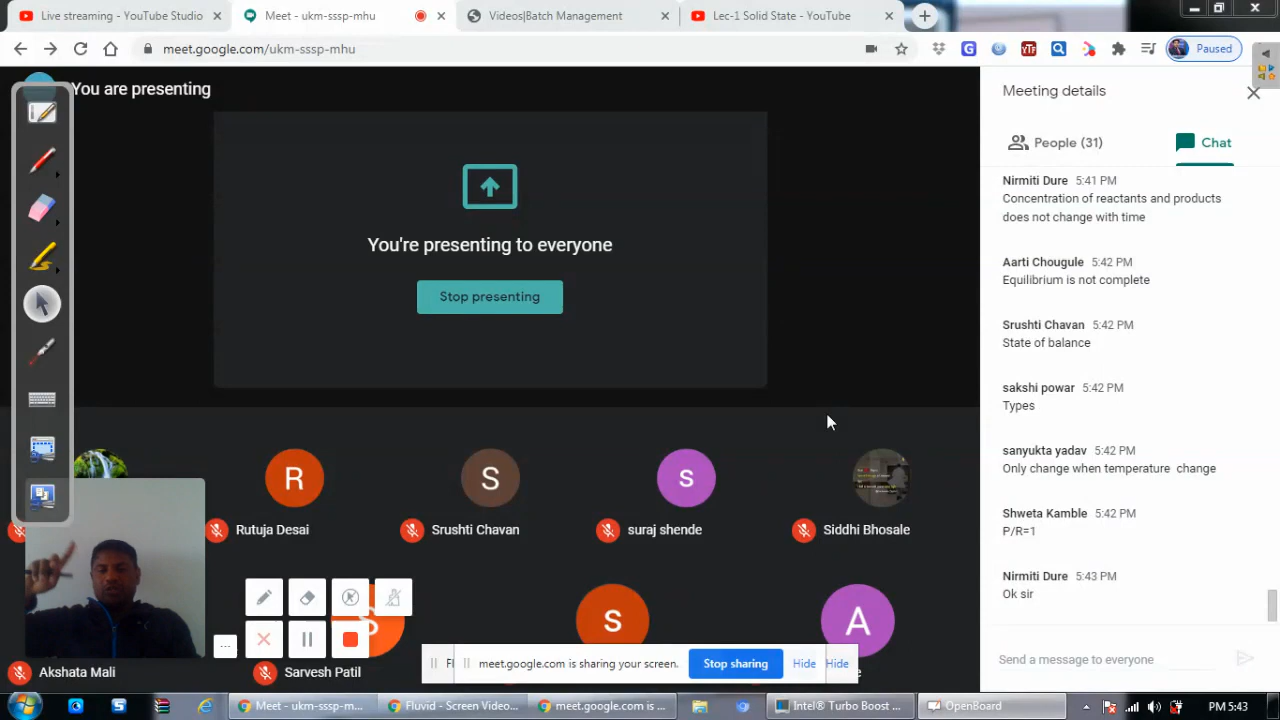 Live streaming - YouTube Studio
Meet - ukm-sssp-mhu
Videos|Batch Management
Lec-1 Solid State - YouTube
meet.google.com/ukm-sssp-mhu
Paused
You are presenting
You're presenting to everyone
Stop presenting
Rutuja Desai
Srushti Chavan
suraj shende
Siddhi Bhosale
Akshata Mali
Sarvesh Patil
R
S
s
s
A
meet.google.com is sharing your screen.
Stop sharing
Hide
Hide
Meeting details
People (31)
Chat
Nirmiti Dure 5:41 PM
Concentration of reactants and products
does not change with time
Aarti Chougule 5:42 PM
Equilibrium is not complete
Srushti Chavan 5:42 PM
State of balance
sakshi powar 5:42 PM
Types
sanyukta yadav 5:42 PM
Only change when temperature change
Shweta Kamble 5:42 PM
P/R=1
Nirmiti Dure 5:43 PM
Ok sir
Send a message to everyone
Meet - ukm-sssp-m...
Fluvid - Screen Video...
meet.google.com is ...
Intel® Turbo Boost ...
OpenBoard
PM 5:43